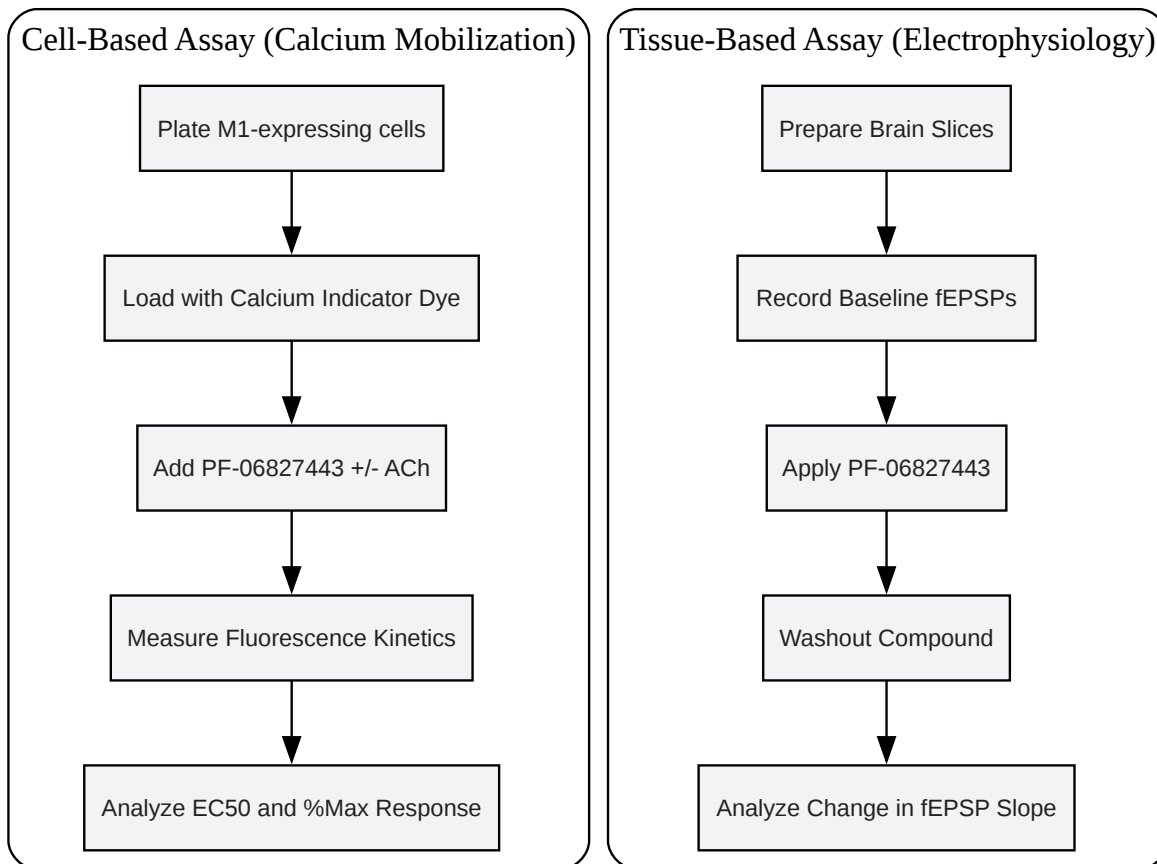 Cell-Based Assay (Calcium Mobilization)
Plate M1-expressing cells
Load with Calcium Indicator Dye
Add PF-06827443 +/- ACh
Measure Fluorescence Kinetics
Analyze EC50 and %Max Response
Tissue-Based Assay (Electrophysiology)
Prepare Brain Slices
Record Baseline fEPSPs
Apply PF-06827443
Washout Compound
Analyze Change in fEPSP Slope